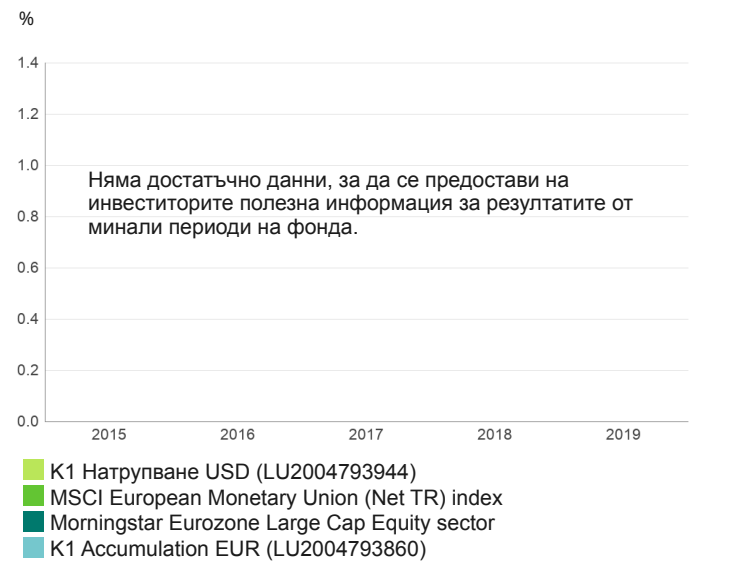 %
1.4
1.2
1.0
Няма достатъчно данни, за да се предостави на
инвеститорите полезна информация за резултатите от
минали периоди на фонда.
0.8
0.6
0.4
0.2
0.0
2015 2016 2017 2018 2019
K1 Натрупване USD (LU2004793944)
MSCI European Monetary Union (Net TR) index
Morningstar Eurozone Large Cap Equity sector
K1 Accumulation EUR (LU2004793860)